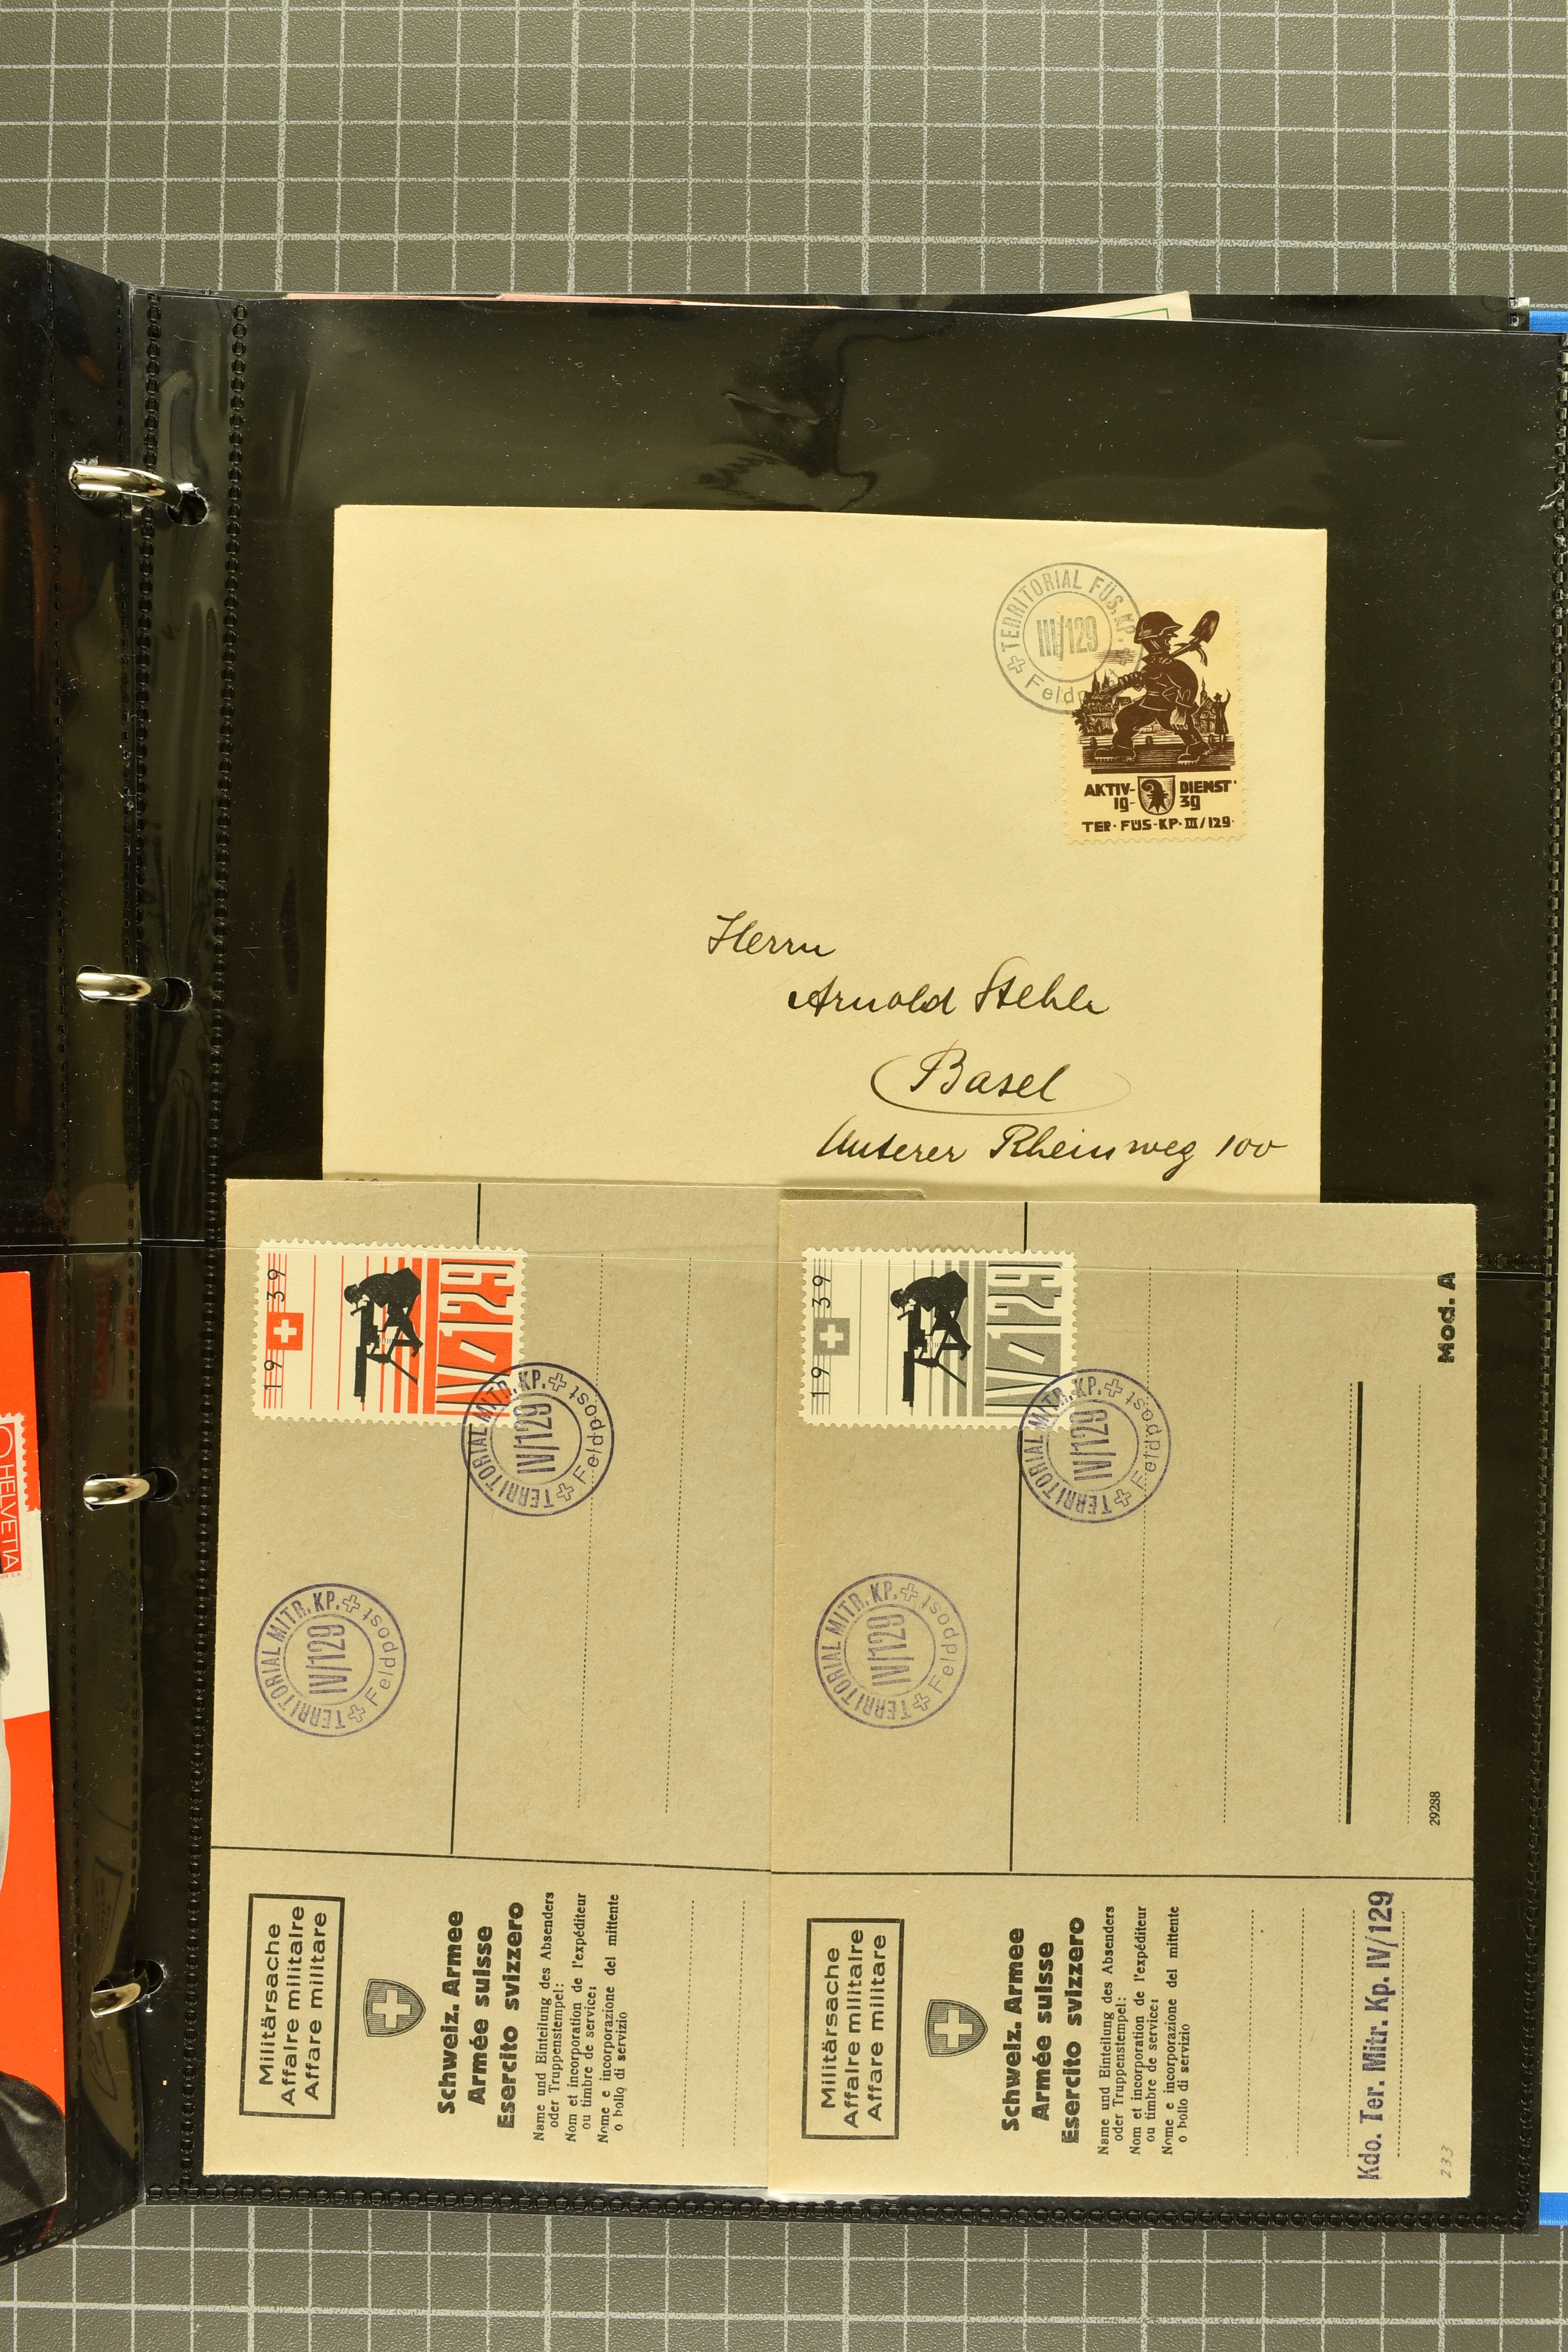 TERRITORIAL FÜS. KP.
III/129
AKTIV- DIENST
19- 39
TER·FÜS-KP·III/129·
Herrn
Arnold Stehle
Basel
Unterer Rheinweg 100
19 39
IV 129
TERRITORIAL MITR. KP.
IV/129
Feldpost
TERRITORIAL MITR. KP.
IV/129
Feldpost
Militärsache
Affaire militaire
Affare militare
Schweiz. Armee
Armée suisse
Esercito svizzero
Name und Einteilung des Absenders
oder Truppenstempel:
Nom et incorporation de l'expéditeur
ou timbre de service:
Nome e incorporazione del mittente
o bollo di servizio
19 39
IV 129
TERRITORIAL MITR. KP.
IV/129
Feldpost
TERRITORIAL MITR. KP.
IV/129
Feldpost
Mod. A
29238
Militärsache
Affaire militaire
Affare militare
Schweiz. Armee
Armée suisse
Esercito svizzero
Name und Einteilung des Absenders
oder Truppenstempel:
Nom et incorporation de l'expéditeur
ou timbre de service:
Nome e incorporazione del mittente
o bollo di servizio
Kdo. Ter. Mitr. Kp. IV/129
233
HELVETIA